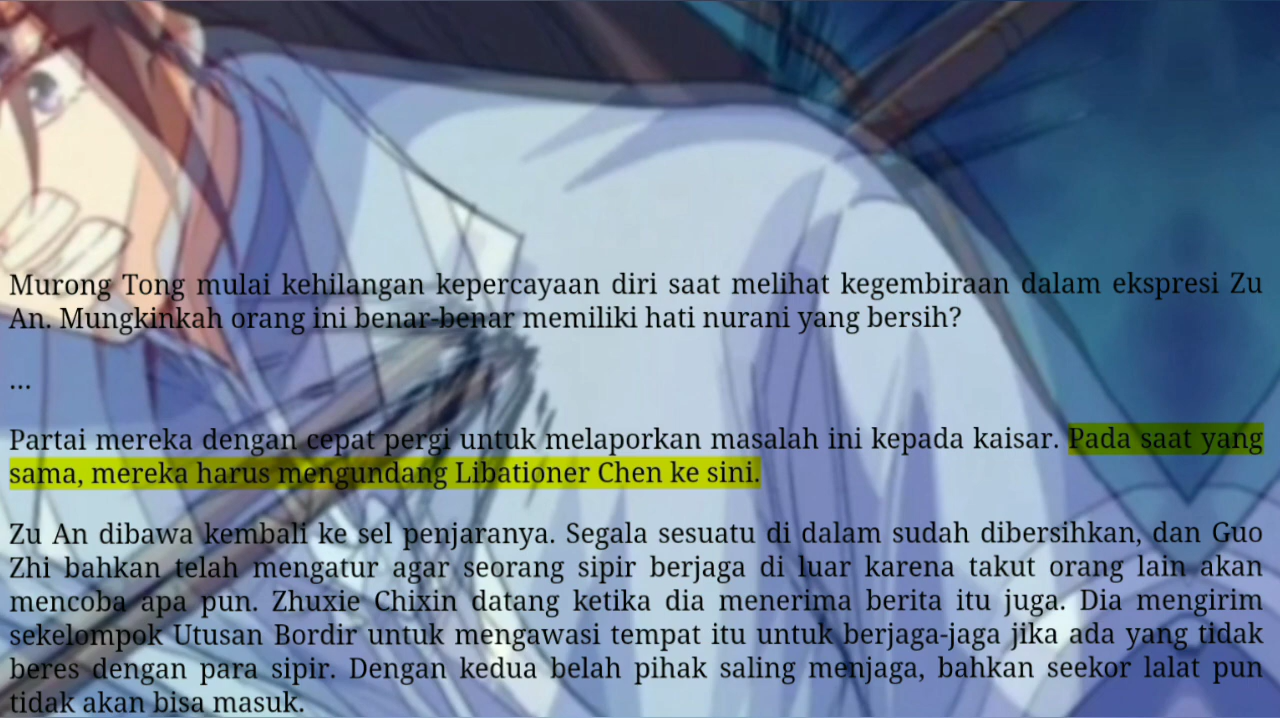 Murong Tong mulai kehilangan kepercayaan diri saat melihat kegembiraan dalam ekspresi Zu
An. Mungkinkah orang ini benar-benar memiliki hati nurani yang bersih?
...
Partai mereka dengan cepat pergi untuk melaporkan masalah ini kepada kaisar. Pada saat yang
sama, mereka harus mengundang Libationer Chen ke sini.
Zu An dibawa kembali ke sel penjaranya. Segala sesuatu di dalam sudah dibersihkan, dan Guo
Zhi bahkan telah mengatur agar seorang sipir berjaga di luar karena takut orang lain akan
mencoba apa pun. Zhuxie Chixin datang ketika dia menerima berita itu juga. Dia mengirim
sekelompok Utusan Bordir untuk mengawasi tempat itu untuk berjaga-jaga jika ada yang tidak
beres dengan para sipir. Dengan kedua belah pihak saling menjaga, bahkan seekor lalat pun
tidak akan bisa masuk.